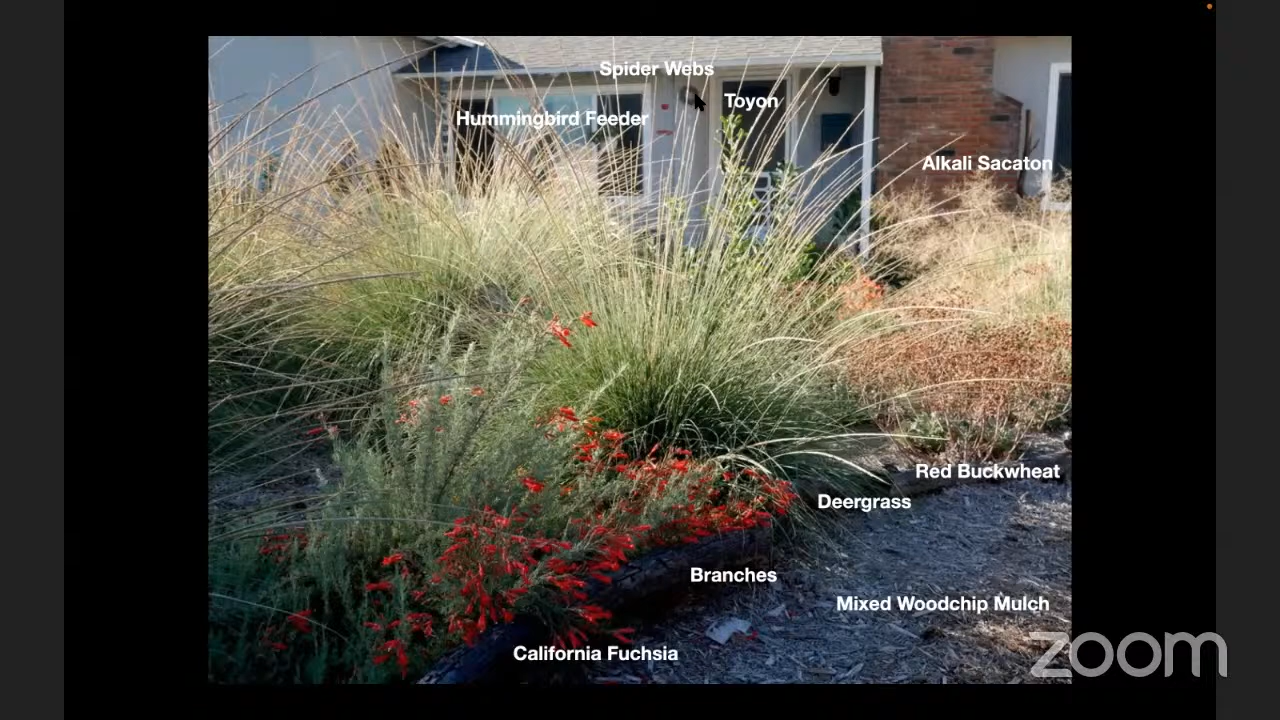 Spider Webs
Toyon
Hummingbird Feeder
Alkali Sacaton
Red Buckwheat
Deergrass
Branches
Mixed Woodchip Mulch
California Fuchsia
zoom